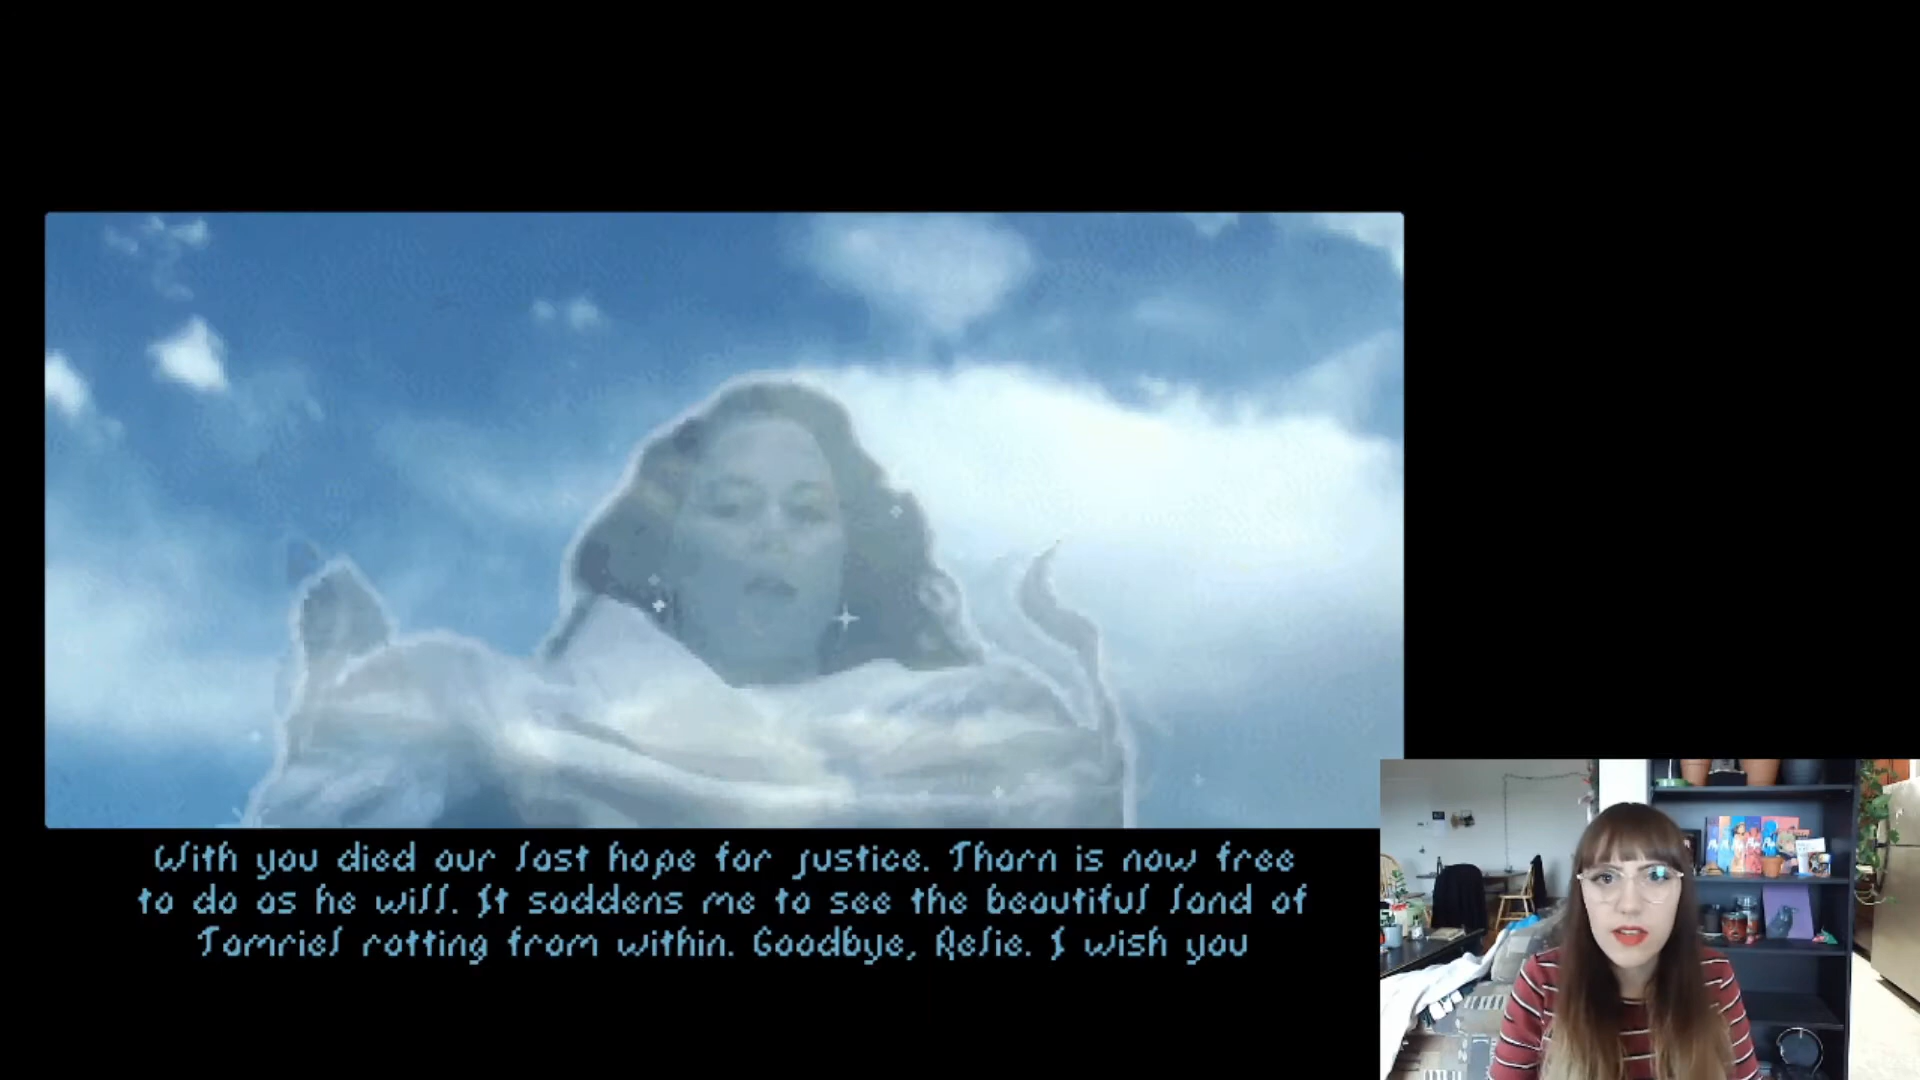 With you died our last hope for justice. Tharn is now free
to do as he will. It saddens me to see the beautiful land of
Tamriel rotting from within. Goodbye, Relie. I wish you